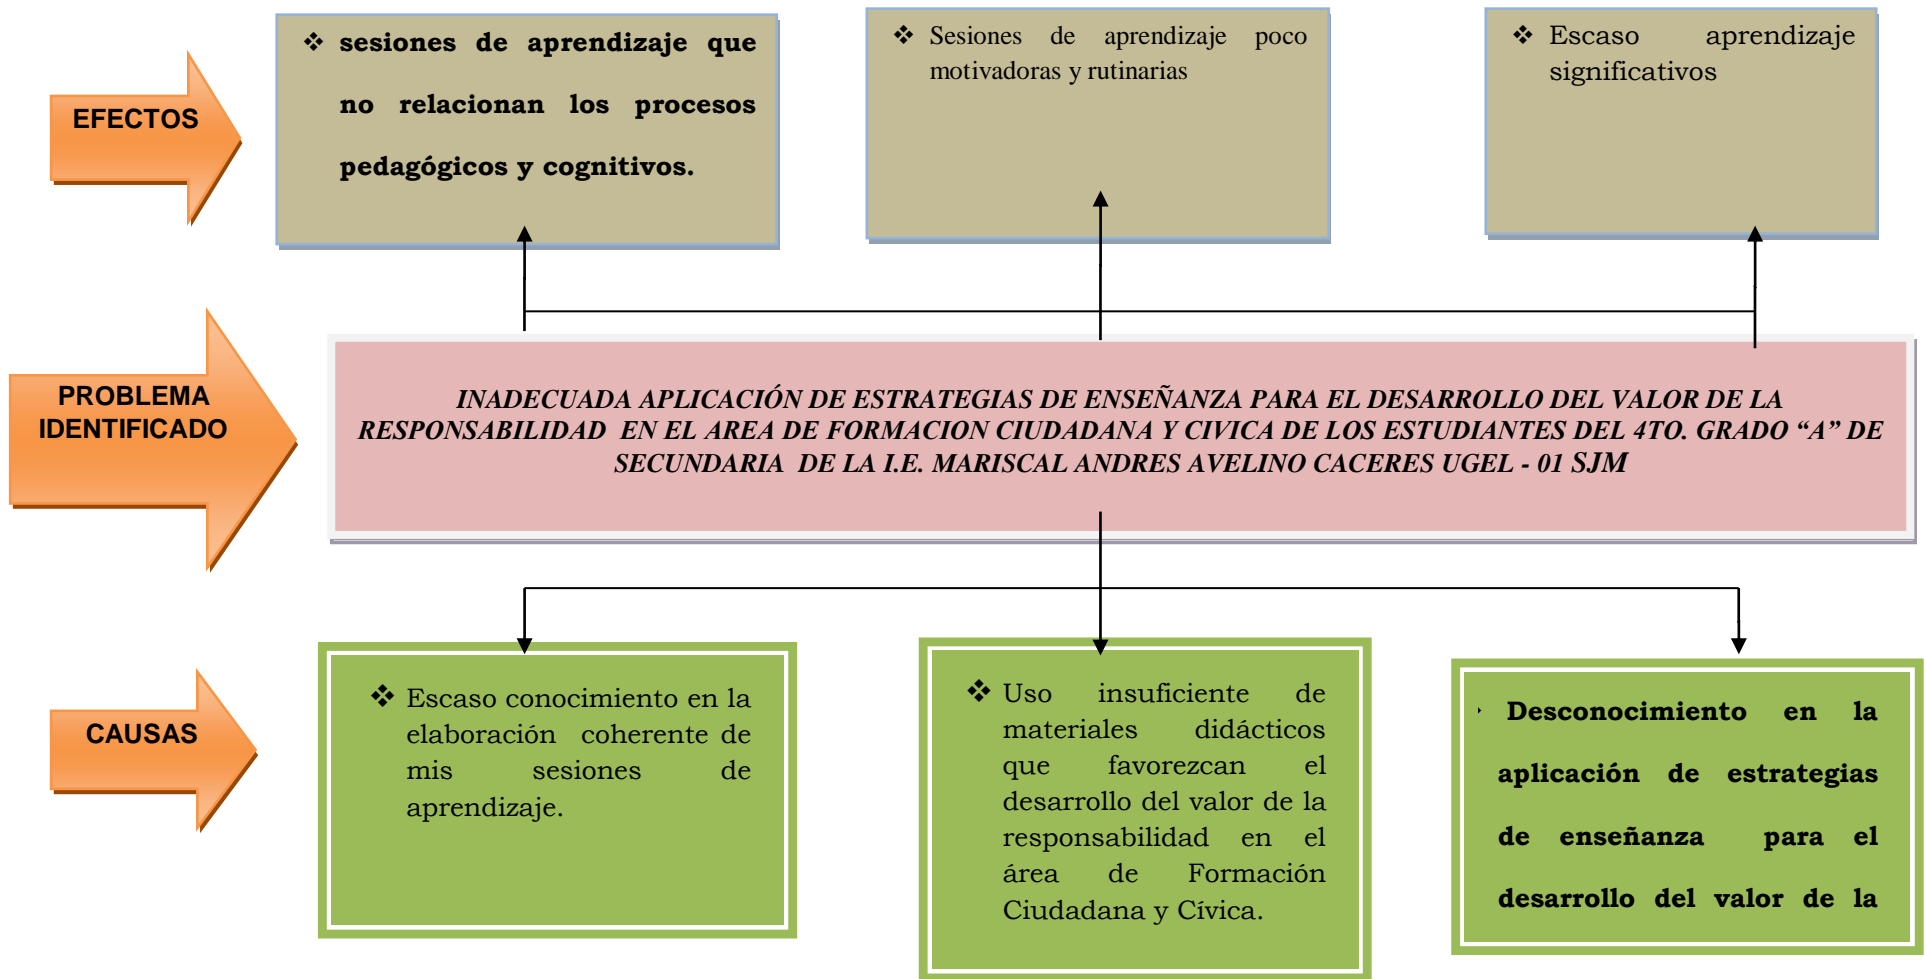 EFECTOS
❖ sesiones de aprendizaje que
no relacionan los procesos
pedagógicos y cognitivos.
❖ Sesiones de aprendizaje poco
motivadoras y rutinarias
❖ Escaso aprendizaje
significativos
PROBLEMA
IDENTIFICADO
INADECUADA APLICACIÓN DE ESTRATEGIAS DE ENSEÑANZA PARA EL DESARROLLO DEL VALOR DE LA
RESPONSABILIDAD EN EL AREA DE FORMACION CIUDADANA Y CIVICA DE LOS ESTUDIANTES DEL 4TO. GRADO “A” DE
SECUNDARIA DE LA I.E. MARISCAL ANDRES AVELINO CACERES UGEL - 01 SJM
CAUSAS
❖ Escaso conocimiento en la
elaboración coherente de
mis sesiones de
aprendizaje.
❖ Uso insuficiente de
materiales didácticos
que favorezcan el
desarrollo del valor de la
responsabilidad en el
área de Formación
Ciudadana y Cívica.
Desconocimiento en la
aplicación de estrategias
de enseñanza para el
desarrollo del valor de la